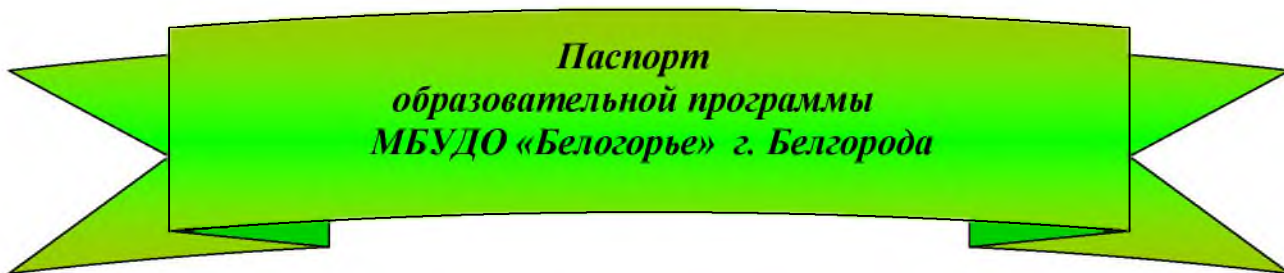 Паспорт
образовательной программы
МБУДО «Белогорье» г. Белгорода